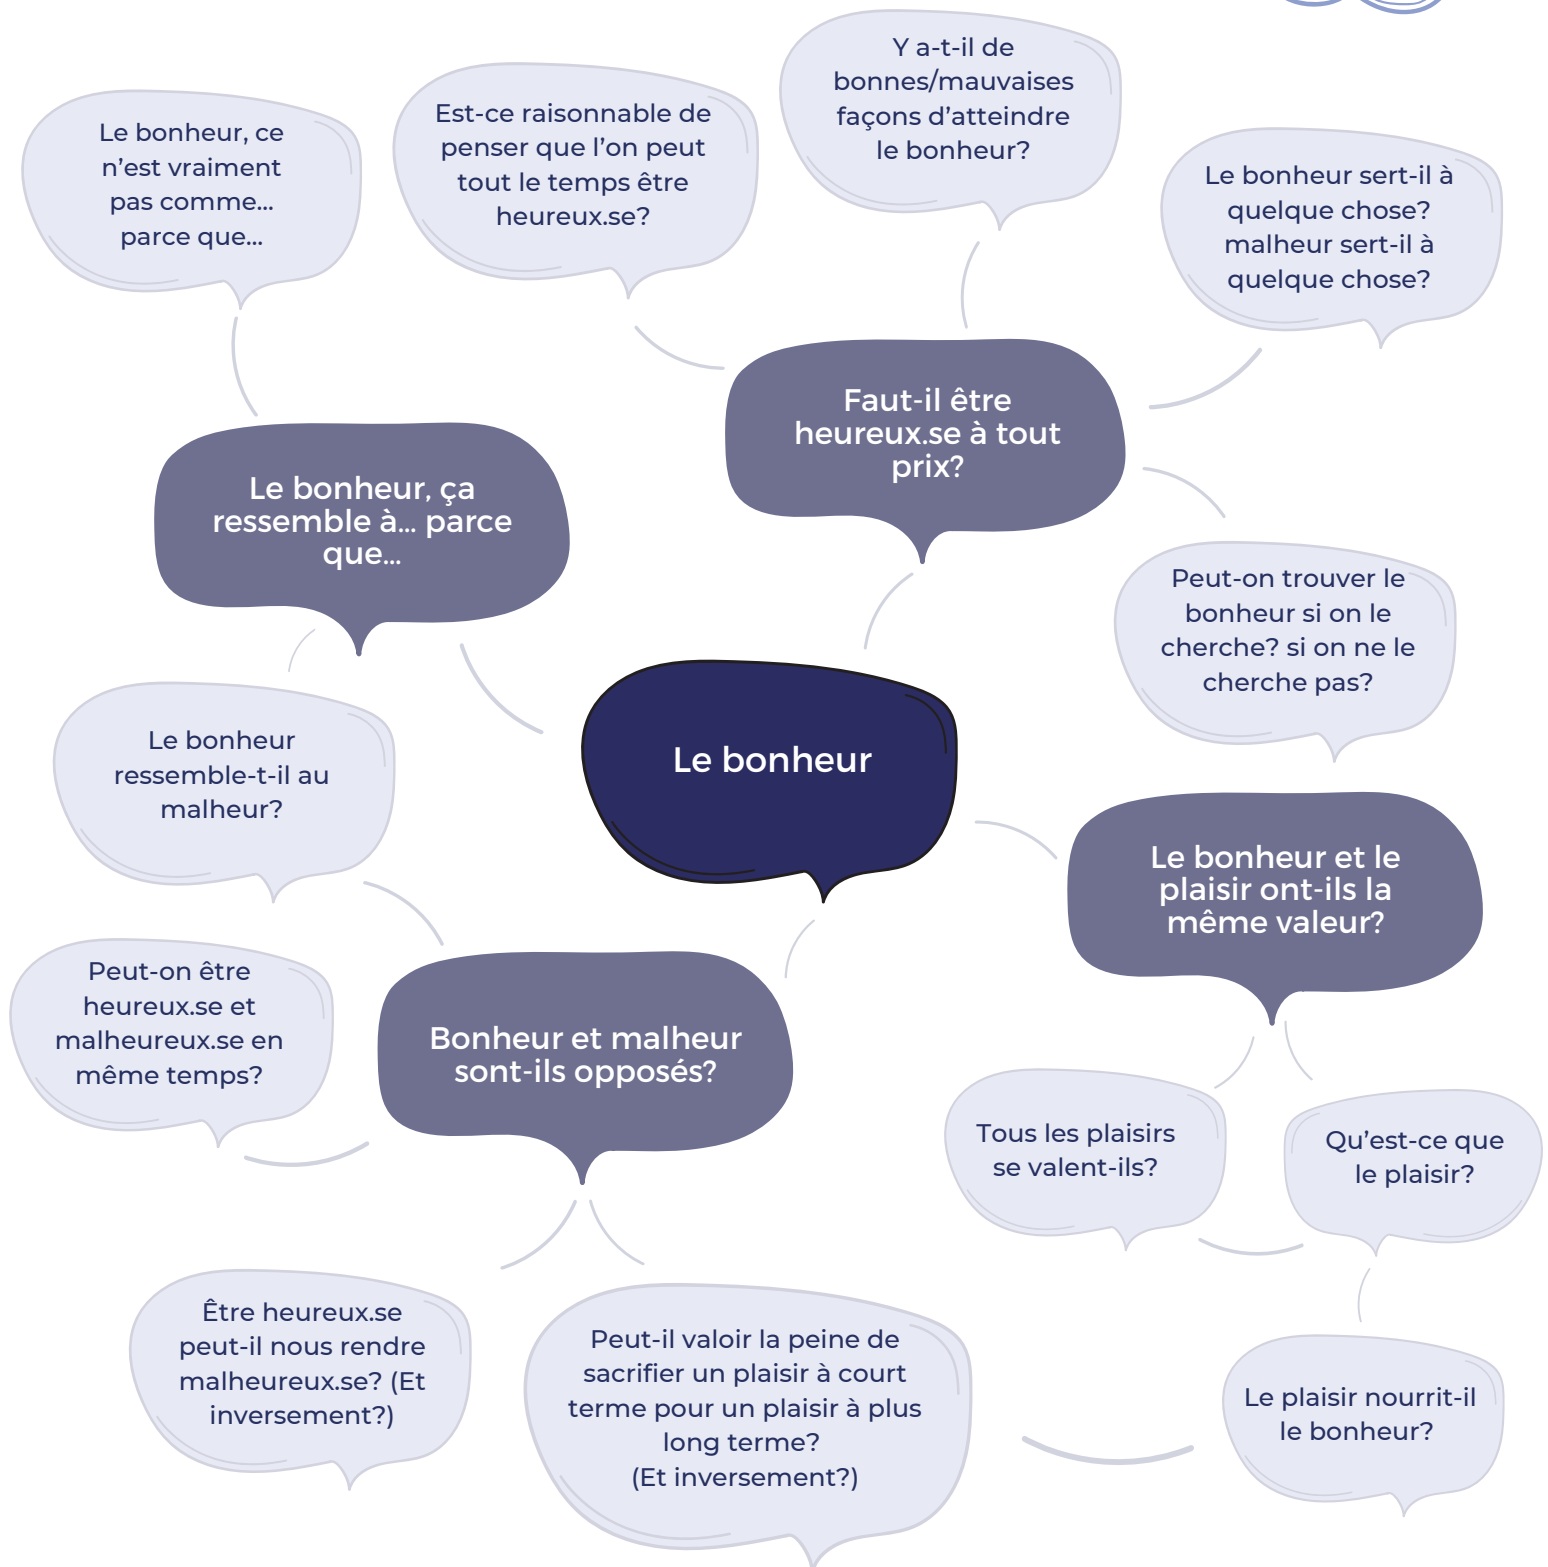 Y a-t-il de
bonnes/mauvaises
façons d'atteindre
le bonheur?
Est-ce raisonnable de
penser que l'on peut
tout le temps être
heureux.se?
Le bonheur, ce
n'est vraiment
pas comme...
parce que...
Le bonheur sert-il à
quelque chose?
malheur sert-il à
quelque chose?
Faut-il être
heureux.se à tout
prix?
Le bonheur, ça
ressemble à... parce
que...
Peut-on trouver le
bonheur si on le
cherche? si on ne le
cherche pas?
Le bonheur
ressemble-t-il au
malheur?
Le bonheur
Le bonheur et le
plaisir ont-ils la
même valeur?
Peut-on être
heureux.se et
malheureux.se en
même temps?
Bonheur et malheur
sont-ils opposés?
Tous les plaisirs
se valent-ils?
Qu'est-ce que
le plaisir?
Être heureux.se
peut-il nous rendre
malheureux.se? (Et
inversement?)
Peut-il valoir la peine de
sacrifier un plaisir à court
terme pour un plaisir à plus
long terme?
(Et inversement?)
Le plaisir nourrit-il
le bonheur?